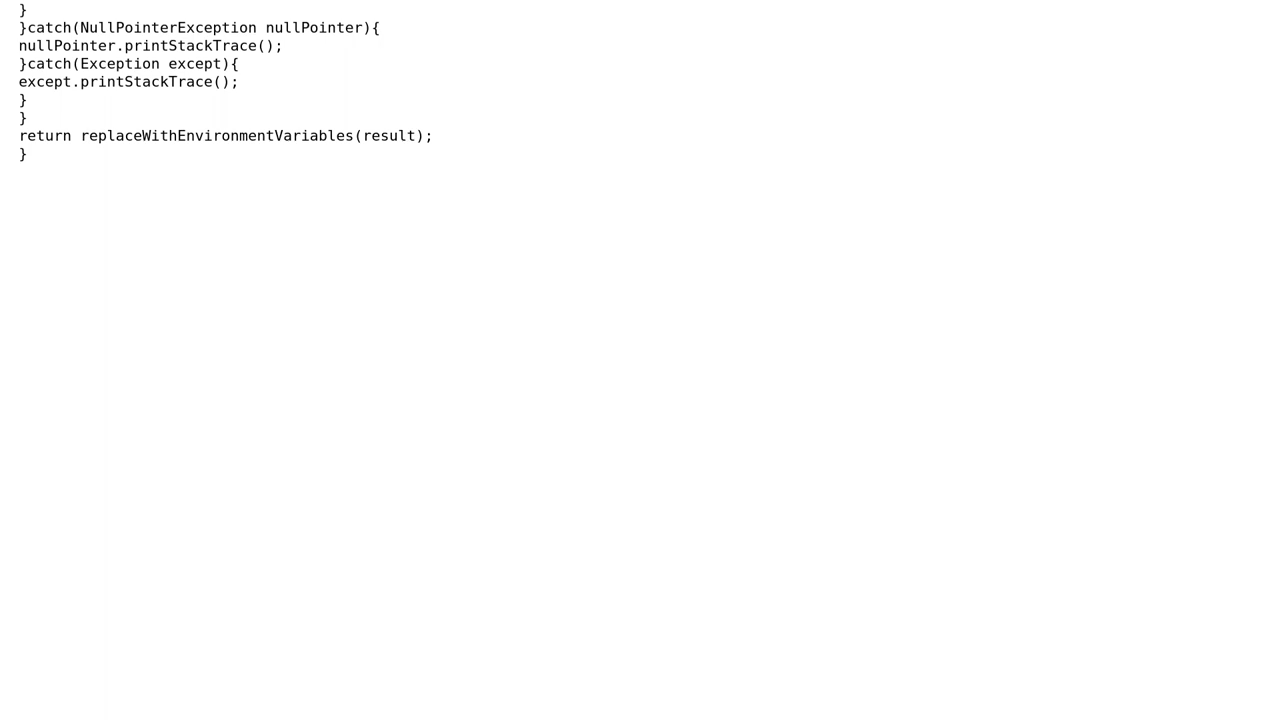 }
}catch(NullPointerException nullPointer){
nullPointer.printStackTrace();
}catch(Exception except){
except.printStackTrace();
}
}
return replaceWithEnvironmentVariables(result);
}